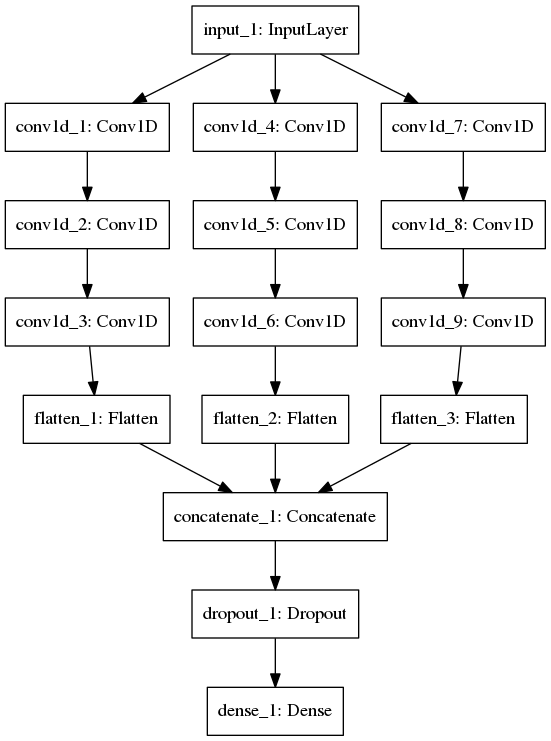 input_1: InputLayer
conv1d_1: Conv1D
conv1d_4: Conv1D
conv1d_7: Conv1D
conv1d_2: Conv1D
conv1d_5: Conv1D
conv1d_8: Conv1D
conv1d_3: Conv1D
conv1d_6: Conv1D
conv1d_9: Conv1D
flatten_1: Flatten
flatten_2: Flatten
flatten_3: Flatten
concatenate_1: Concatenate
dropout_1: Dropout
dense_1: Dense